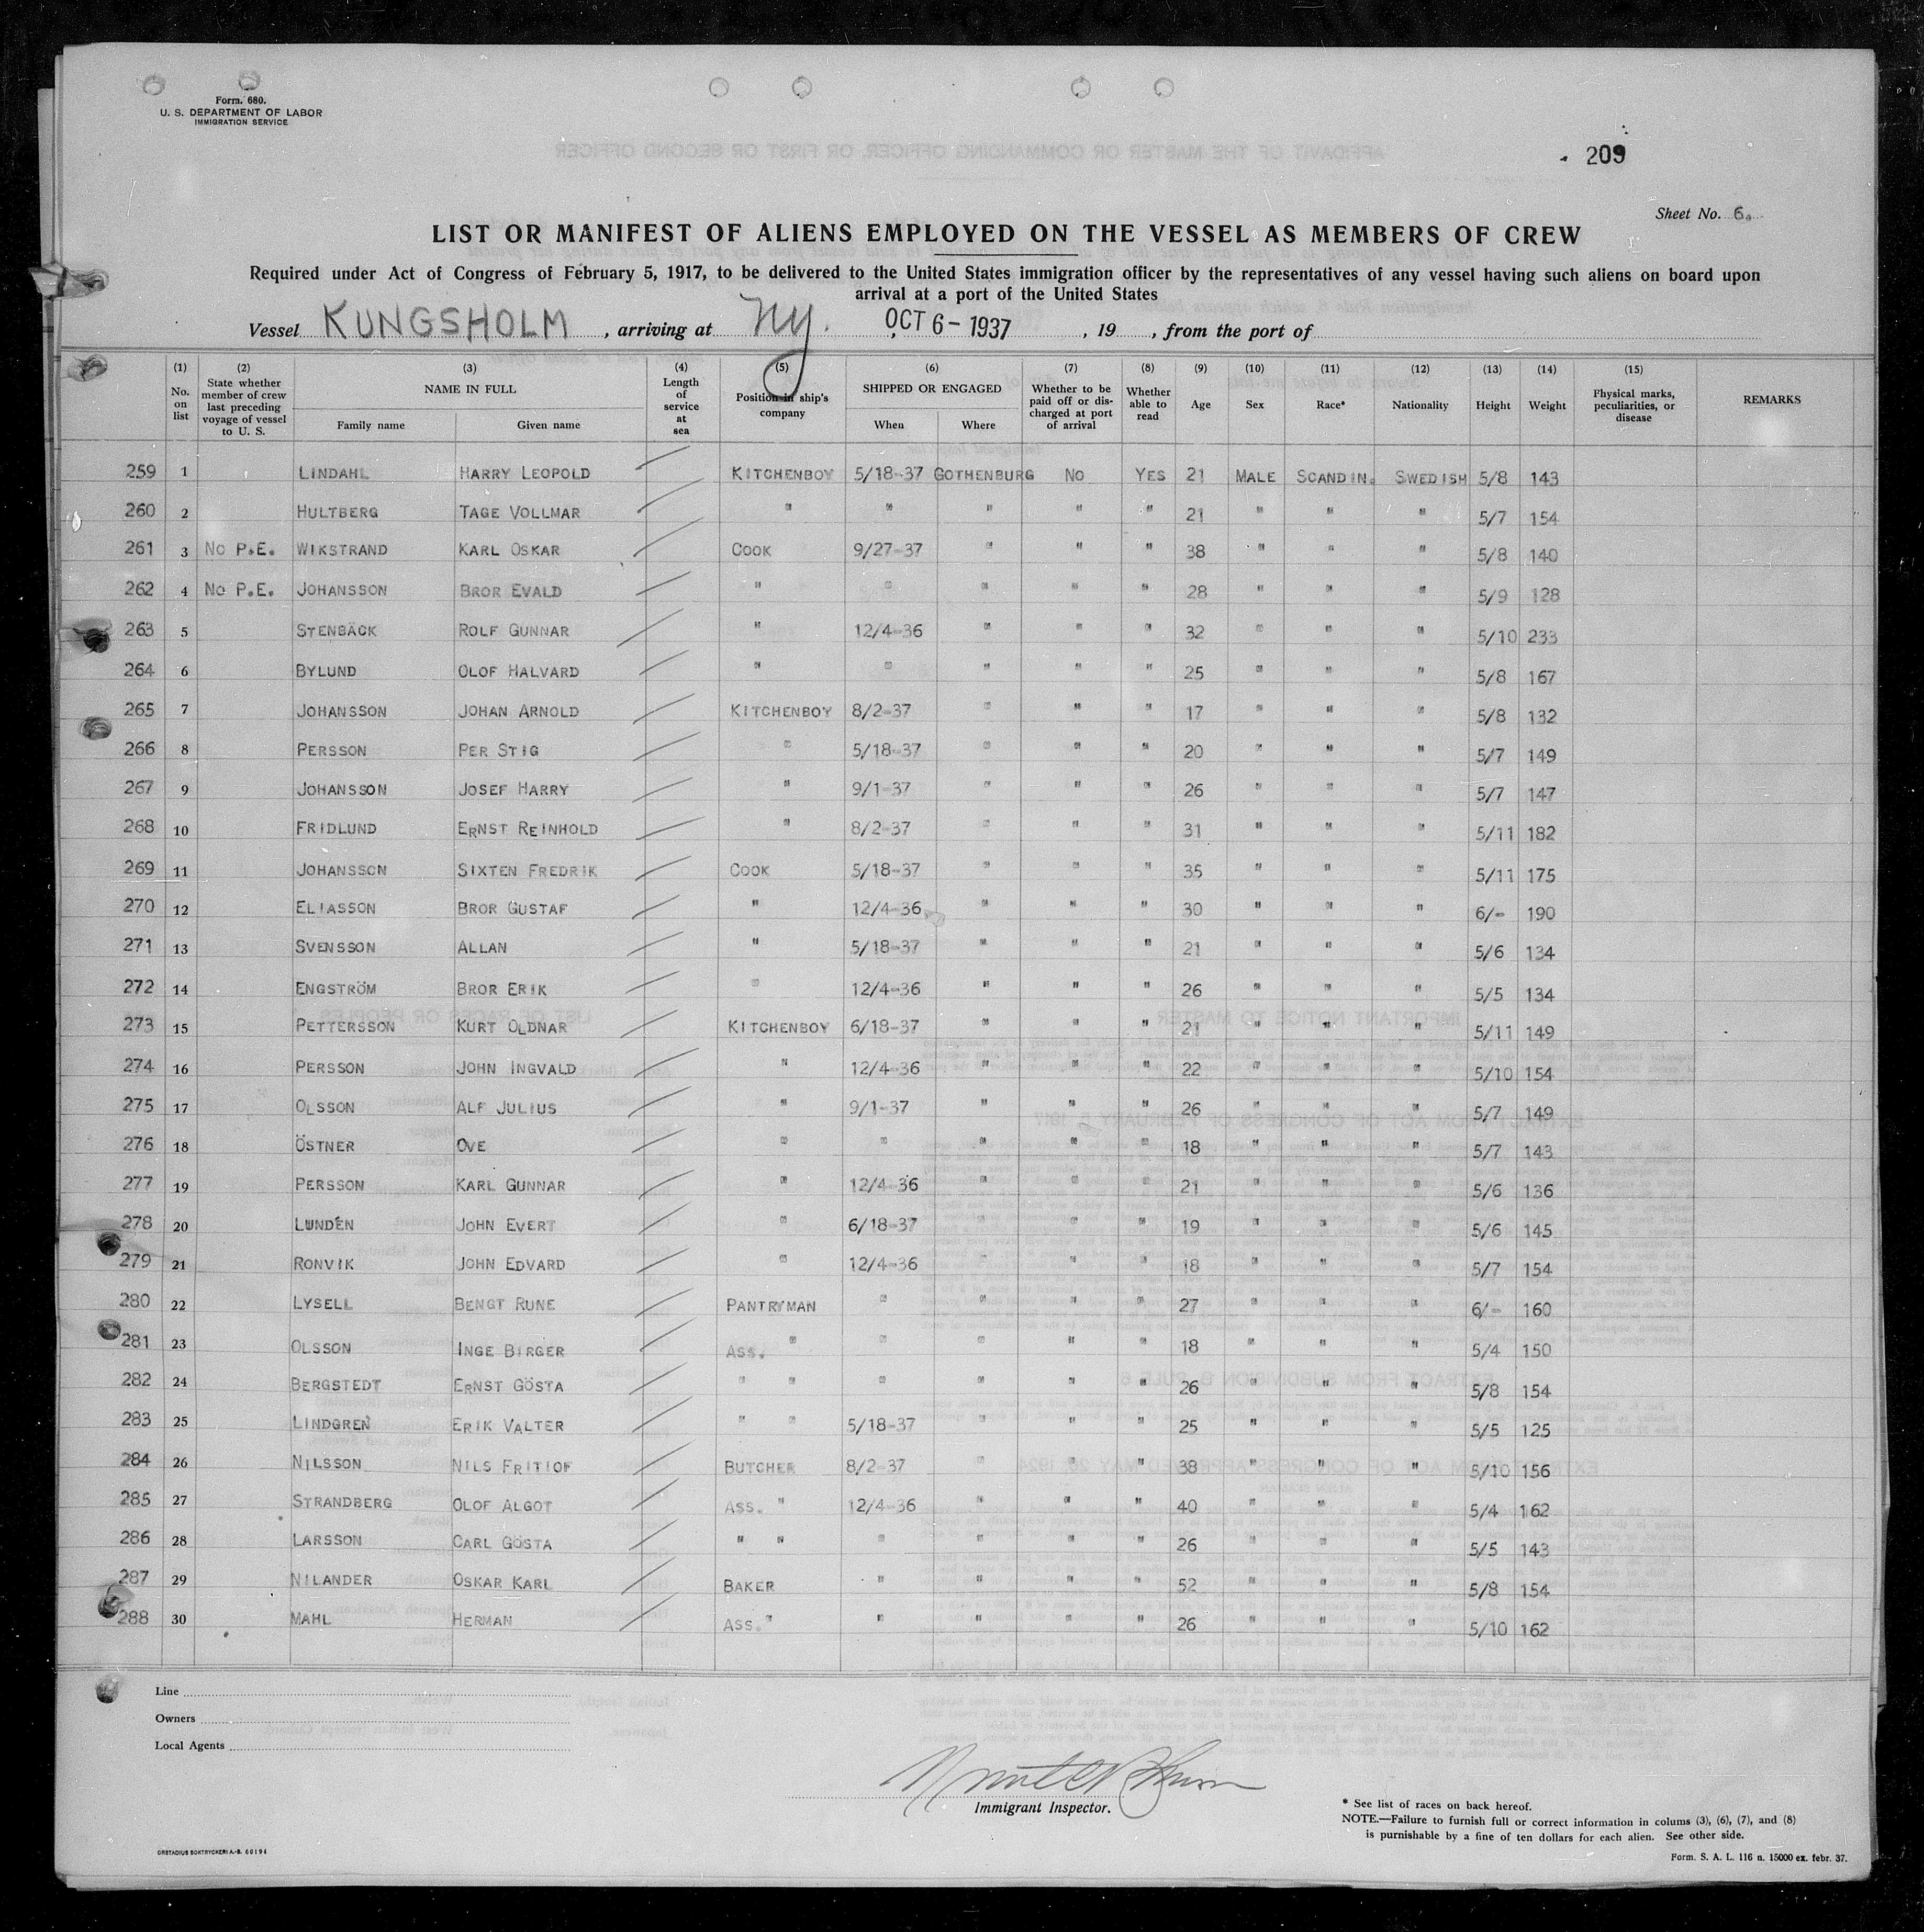 Form. 680.
U. S. DEPARTMENT OF LABOR
IMMIGRATION SERVICE
209
Sheet No. 6.
LIST OR MANIFEST OF ALIENS EMPLOYED ON THE VESSEL AS MEMBERS OF CREW
Required under Act of Congress of February 5, 1917, to be delivered to the United States immigration officer by the representatives of any vessel having such aliens on board upon
arrival at a port of the United States
Vessel KUNGSHOLM , arriving at NY. OCT 6 - 1937 , 19 , from the port of
(1) (2) (3) (4) (5) (6) (7) (8) (9) (10) (11) (12) (13) (14) (15)
No. on list State whether member of crew last preceding voyage of vessel to U. S. NAME IN FULL Family name Given name Length of service at sea Position in ship's company SHIPPED OR ENGAGED When Where Whether to be paid off or discharged at port of arrival Whether able to read Age Sex Race* Nationality Height Weight Physical marks, peculiarities, or disease REMARKS
259 1 LINDAHL HARRY LEOPOLD KITCHENBOY 5/18-37 GOTHENBURG NO YES 21 MALE SCANDIN. SWEDISH 5/8 143
260 2 HULTBERG TAGE VOLLMAR " " " " " 21 " " " 5/7 154
261 3 NO P.E. WIKSTRAND KARL OSKAR COOK 9/27-37 " " " 38 " " " 5/8 140
262 4 NO P.E. JOHANSSON BROR EVALD " " " " " 28 " " " 5/9 128
263 5 STENBÄCK ROLF GUNNAR " 12/4-36 " " " 32 " " " 5/10 233
264 6 BYLUND OLOF HALVARD " " " " " 25 " " " 5/8 167
265 7 JOHANSSON JOHAN ARNOLD KITCHENBOY 8/2-37 " " " 17 " " " 5/8 132
266 8 PERSSON PER STIG " 5/18-37 " " " 20 " " " 5/7 149
267 9 JOHANSSON JOSEF HARRY " 9/1-37 " " " 26 " " " 5/7 147
268 10 FRIDLUND ERNST REINHOLD " 8/2-37 " " " 31 " " " 5/11 182
269 11 JOHANSSON SIXTEN FREDRIK COOK 5/18-37 " " " 35 " " " 5/11 175
270 12 ELIASSON BROR GUSTAF " 12/4-36 " " " 30 " " " 6/- 190
271 13 SVENSSON ALLAN " 5/18-37 " " " 21 " " " 5/6 134
272 14 ENGSTRÖM BROR ERIK " 12/4-36 " " " 26 " " " 5/5 134
273 15 PETTERSSON KURT OLDNAR KITCHENBOY 6/18-37 " " " 21 " " " 5/11 149
274 16 PERSSON JOHN INGVALD " 12/4-36 " " " 22 " " " 5/10 154
275 17 OLSSON ALF JULIUS " 9/1-37 " " " 26 " " " 5/7 149
276 18 ÖSTNER OVE " " " " " 18 " " " 5/7 143
277 19 PERSSON KARL GUNNAR " 12/4-36 " " " 21 " " " 5/6 136
278 20 LUNDÉN JOHN EVERT " 6/18-37 " " " 19 " " " 5/6 145
279 21 RONVIK JOHN EDVARD " 12/4-36 " " " 18 " " " 5/7 154
280 22 LYSELL BENGT RUNE PANTRYMAN " " " " 27 " " " 6/- 160
281 23 OLSSON INGE BIRGER ASS. " " " " " 18 " " " 5/4 150
282 24 BERGSTEDT ERNST GÖSTA " " " " " " 26 " " " 5/8 154
283 25 LINDGREN ERIK VALTER " " 5/18-37 " " " 25 " " " 5/5 125
284 26 NILSSON NILS FRITIOF BUTCHER 8/2-37 " " " 38 " " " 5/10 156
285 27 STRANDBERG OLOF ALGOT ASS. " 12/4-36 " " " 40 " " " 5/4 162
286 28 LARSSON CARL GÖSTA " " " " " " 26 " " " 5/5 143
287 29 NILANDER OSKAR KARL BAKER " " " " 52 " " " 5/8 154
288 30 MAHL HERMAN ASS. " " " " " 26 " " " 5/10 162
Line
Owners
Local Agents
Immigrant Inspector.
* See list of races on back hereof.
NOTE.—Failure to furnish full or correct information in colums (3), (6), (7), and (8)
is purnishable by a fine of ten dollars for each alien. See other side.
ORSTADIUS BOKTRYCKERI A.-B. 60194
Form. S. A. L. 116 n. 15000 ex. febr. 37.